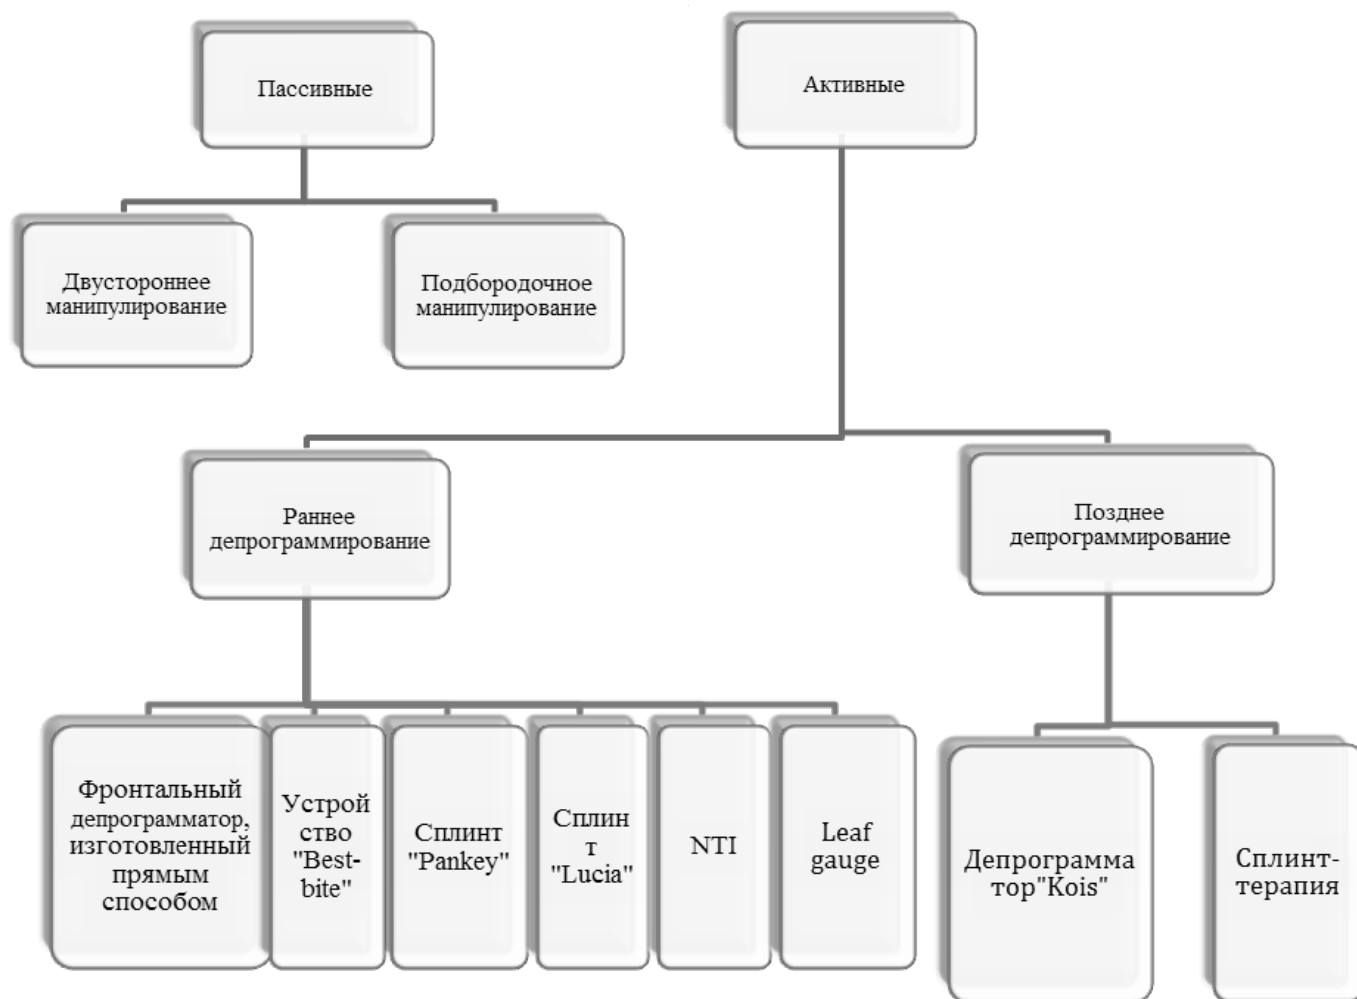 Пассивные
Активные
Двустороннее
манипулирование
Подбородочное
манипулирование
Раннее
депрограммирование
Позднее
депрограммирование
Фронтальный
депрограмматор,
изготовленный
прямым
способом
Устрой
ство
"Best-
bite"
Сплинт
"Pankey"
Сплин
т
"Lucia"
NTI
Leaf
gauge
Депрограмма
тор"Kois"
Сплинт-
терапия